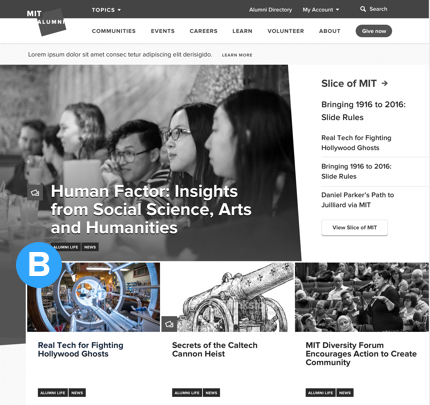 MIT
ALUMNI
TOPICS
Alumni Directory
My Account
Search
COMMUNITIES
EVENTS
CAREERS
LEARN
VOLUNTEER
ABOUT
Give now
Lorem ipsum dolor sit amet consec tetur adipiscing elit derisigido.
LEARN MORE
Human Factor: Insights
from Social Science, Arts
and Humanities
ALUMNI LIFE
NEWS
Slice of MIT →
Bringing 1916 to 2016:
Slide Rules
Real Tech for Fighting
Hollywood Ghosts
Bringing 1916 to 2016:
Slide Rules
Daniel Parker's Path to
Juilliard via MIT
View Slice of MIT
B
Real Tech for Fighting
Hollywood Ghosts
ALUMNI LIFE
NEWS
Secrets of the Caltech
Cannon Heist
ALUMNI LIFE
NEWS
MIT Diversity Forum
Encourages Action to Create
Community
ALUMNI LIFE
NEWS